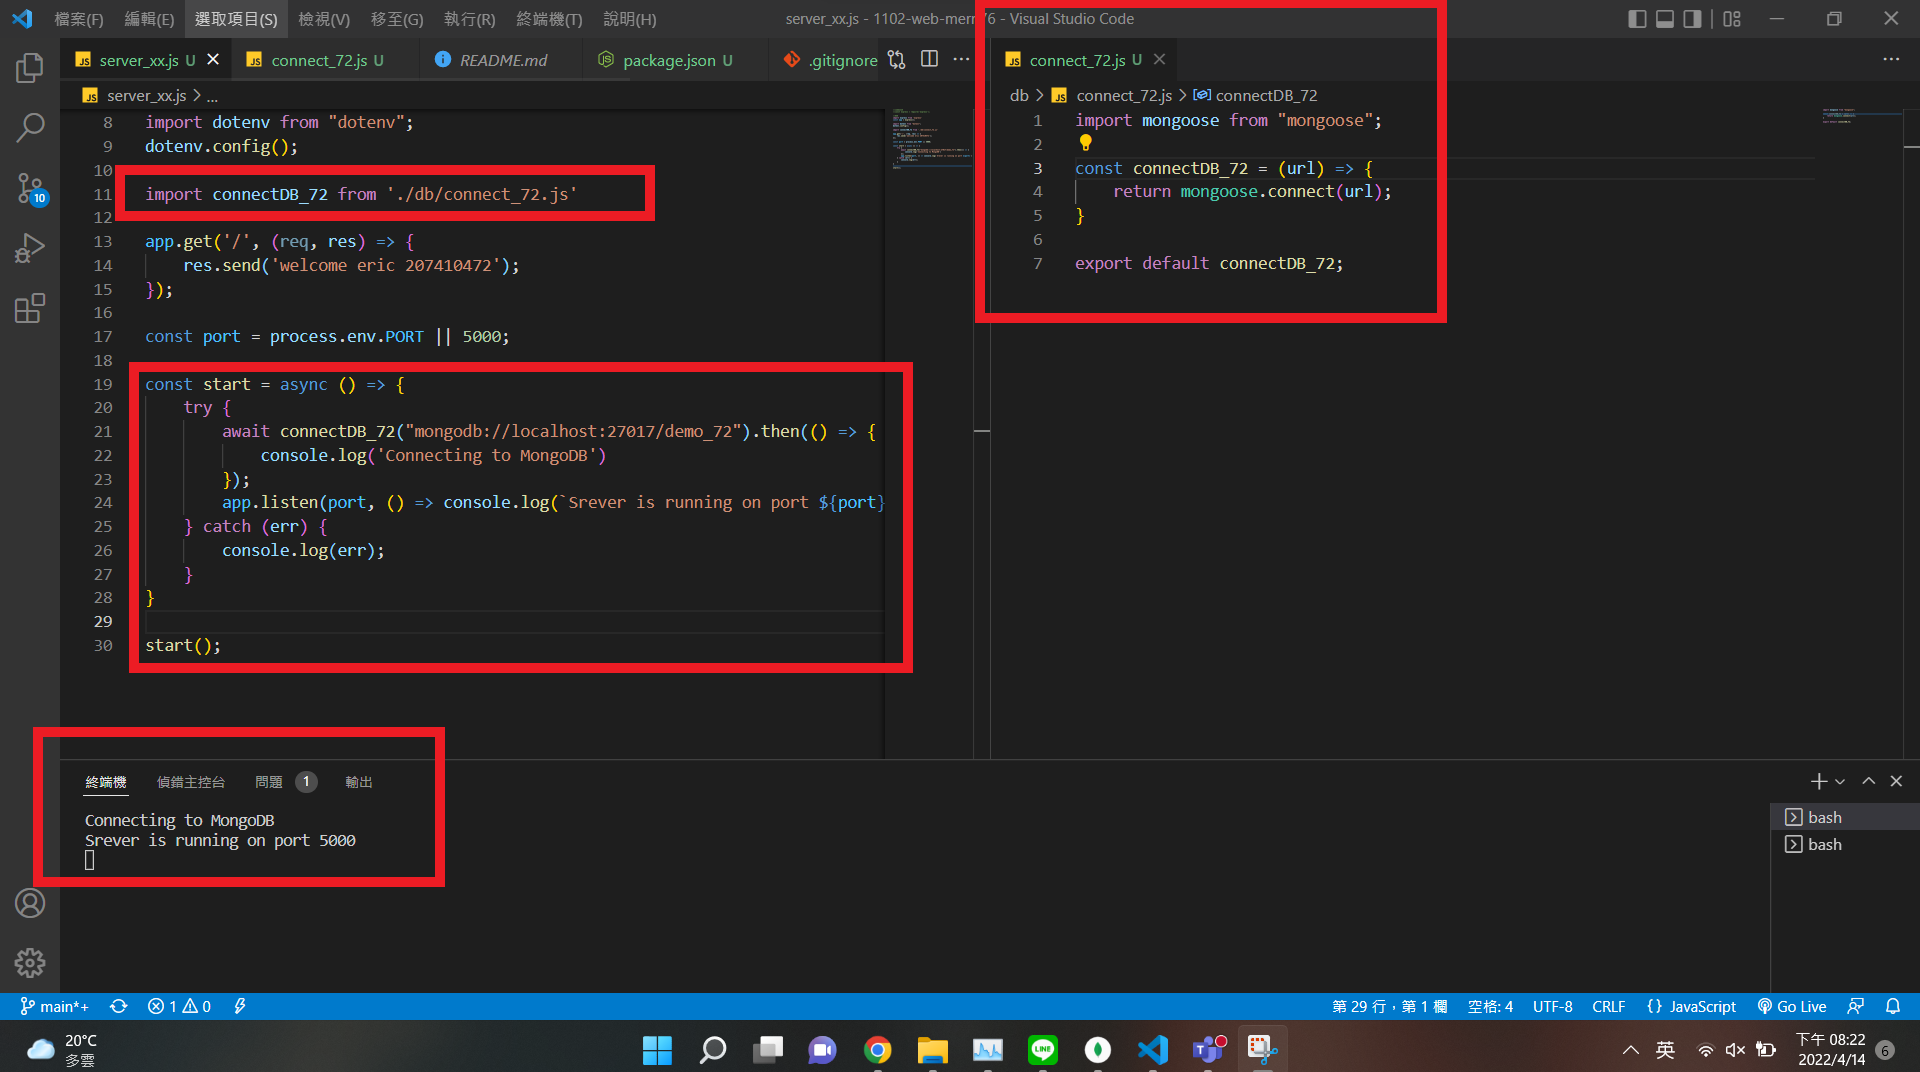 檔案(F) 編輯(E) 選取項目(S) 檢視(V) 移至(G) 執行(R) 終端機(T) 說明(H)
server_xx.js - 1102-web-mern 76 - Visual Studio Code
server_xx.js U
connect_72.js U
README.md
package.json U
.gitignore
server_xx.js > ...
8 import dotenv from "dotenv";
9 dotenv.config();
10
11 import connectDB_72 from './db/connect_72.js'
12
13 app.get('/', (req, res) => {
14 res.send('welcome eric 207410472');
15 });
16
17 const port = process.env.PORT || 5000;
18
19 const start = async () => {
20 try {
21 await connectDB_72("mongodb://localhost:27017/demo_72").then(() => {
22 console.log('Connecting to MongoDB')
23 });
24 app.listen(port, () => console.log(`Srever is running on port ${port}
25 } catch (err) {
26 console.log(err);
27 }
28 }
29
30 start();
connect_72.js U
db > connect_72.js > connectDB_72
1 import mongoose from "mongoose";
2
3 const connectDB_72 = (url) => {
4 return mongoose.connect(url);
5 }
6
7 export default connectDB_72;
10
終端機 偵錯主控台 問題 1 輸出
Connecting to MongoDB
Srever is running on port 5000
bash
bash
main*+ 1 0
第 29 行,第 1 欄 空格: 4 UTF-8 CRLF {} JavaScript Go Live
20°C
多雲
LINE
英
下午 08:22
2022/4/14
6